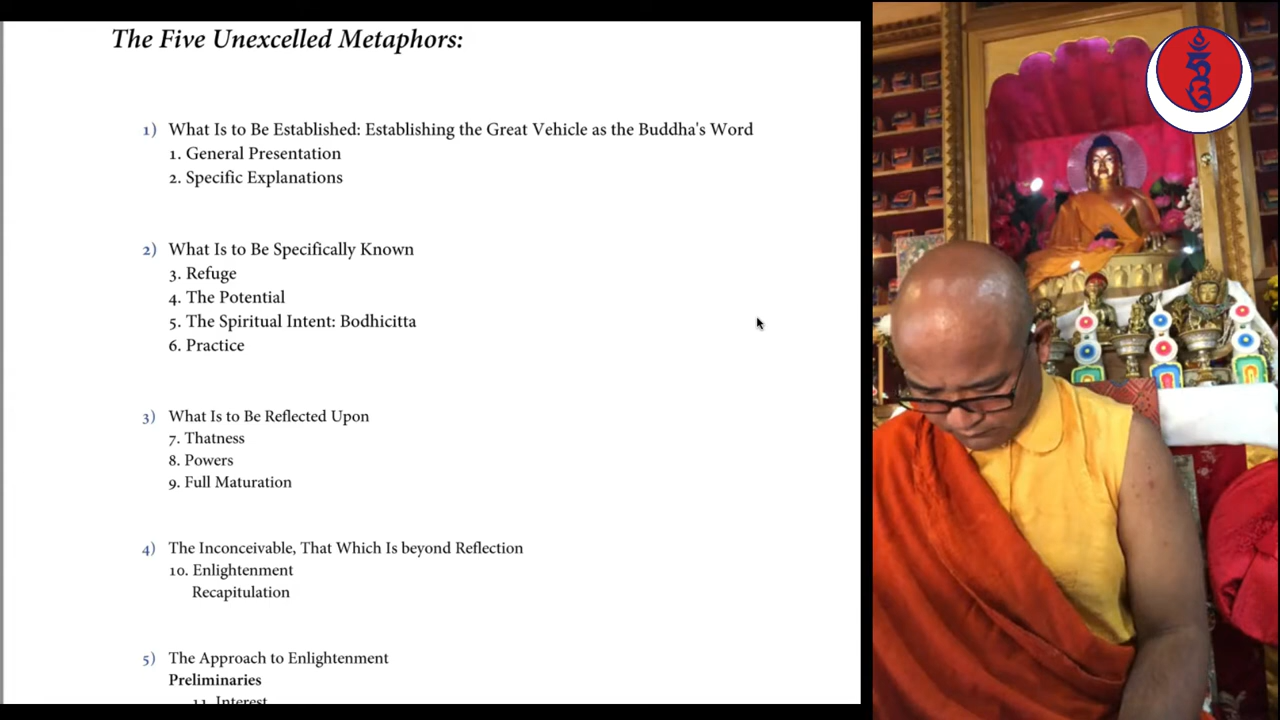 The Five Unexcelled Metaphors:
1) What Is to Be Established: Establishing the Great Vehicle as the Buddha's Word
1. General Presentation
2. Specific Explanations
2) What Is to Be Specifically Known
3. Refuge
4. The Potential
5. The Spiritual Intent: Bodhicitta
6. Practice
3) What Is to Be Reflected Upon
7. Thatness
8. Powers
9. Full Maturation
4) The Inconceivable, That Which Is beyond Reflection
10. Enlightenment
Recapitulation
5) The Approach to Enlightenment
Preliminaries
11. Interest